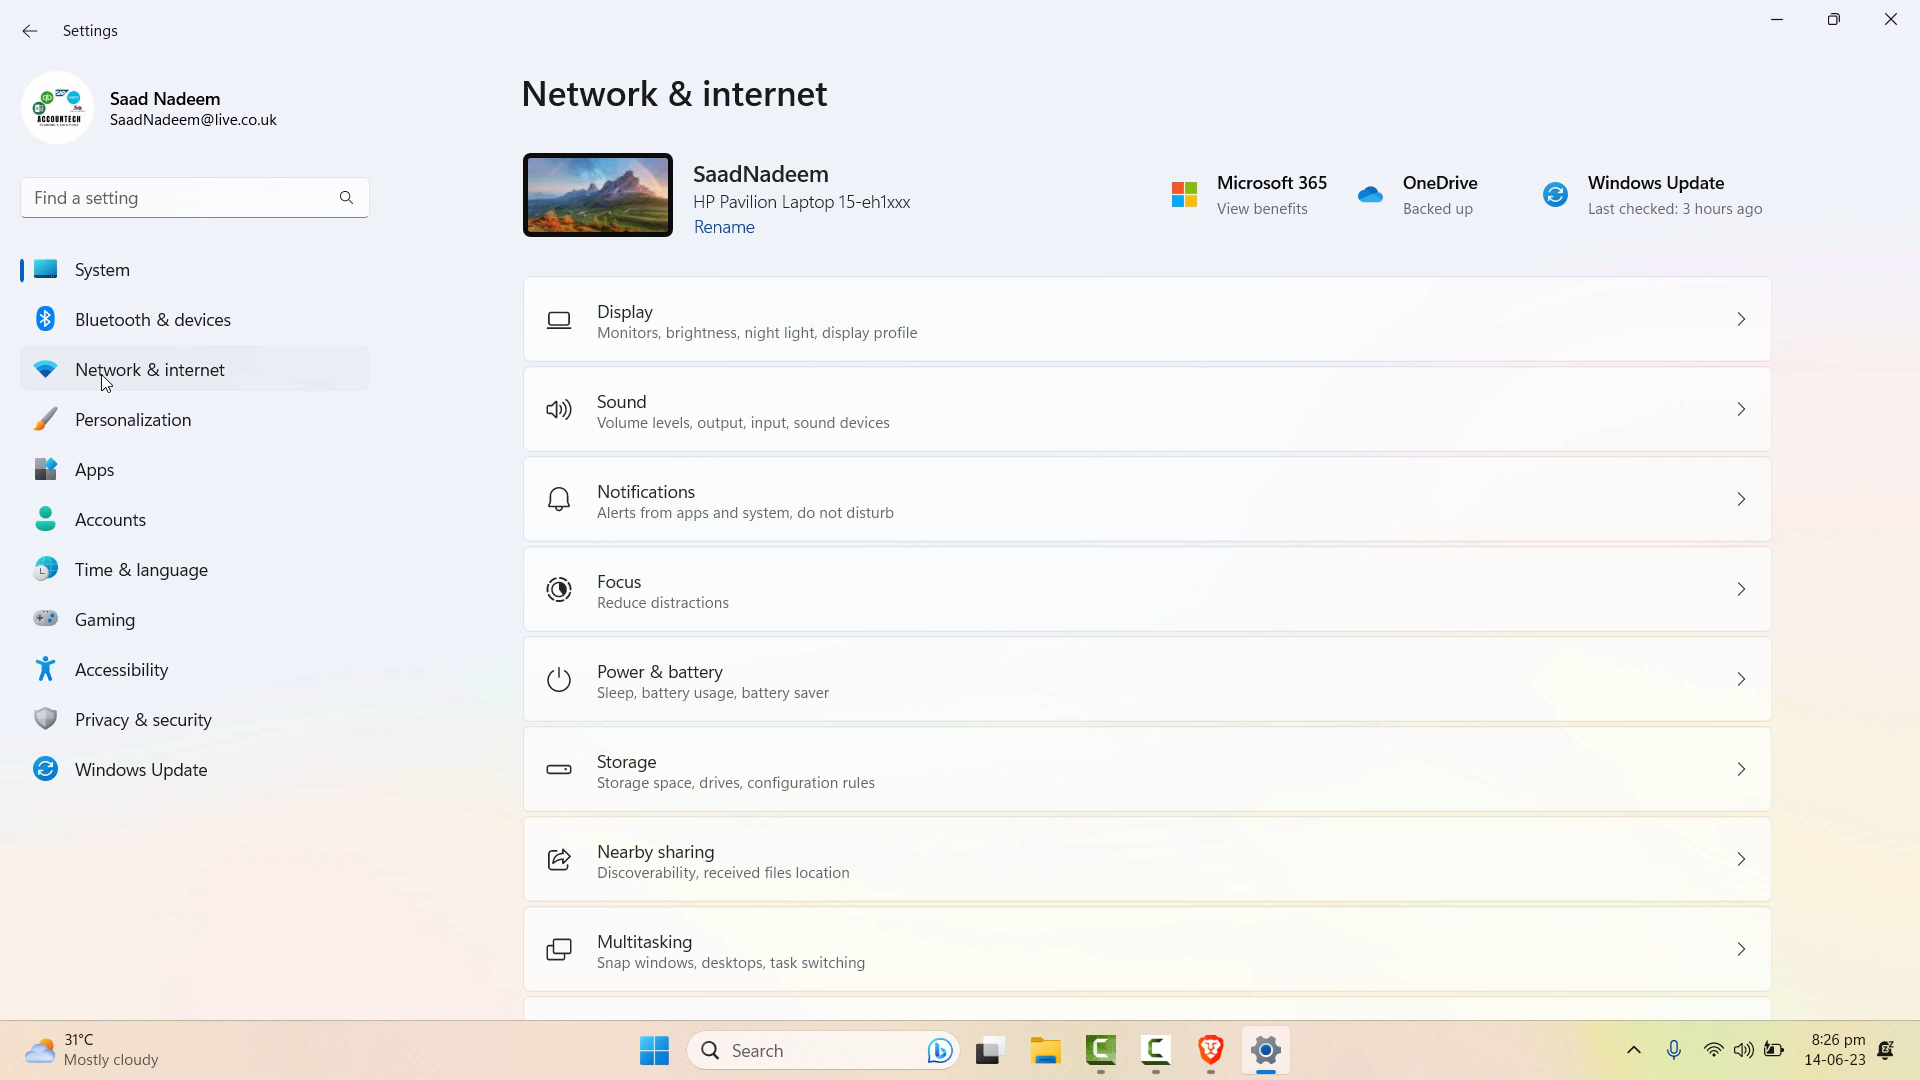 Settings
Saad Nadeem
SaadNadeem@live.co.uk
ACCOUNTECH
Find a setting
System
Bluetooth & devices
Network & internet
Personalization
Apps
Accounts
Time & language
Gaming
Accessibility
Privacy & security
Windows Update
Network & internet
SaadNadeem
HP Pavilion Laptop 15-eh1xxx
Rename
Microsoft 365
View benefits
OneDrive
Backed up
Windows Update
Last checked: 3 hours ago
Display
Monitors, brightness, night light, display profile
Sound
Volume levels, output, input, sound devices
Notifications
Alerts from apps and system, do not disturb
Focus
Reduce distractions
Power & battery
Sleep, battery usage, battery saver
Storage
Storage space, drives, configuration rules
Nearby sharing
Discoverability, received files location
Multitasking
Snap windows, desktops, task switching
31°C
Mostly cloudy
Search
8:26 pm
14-06-23